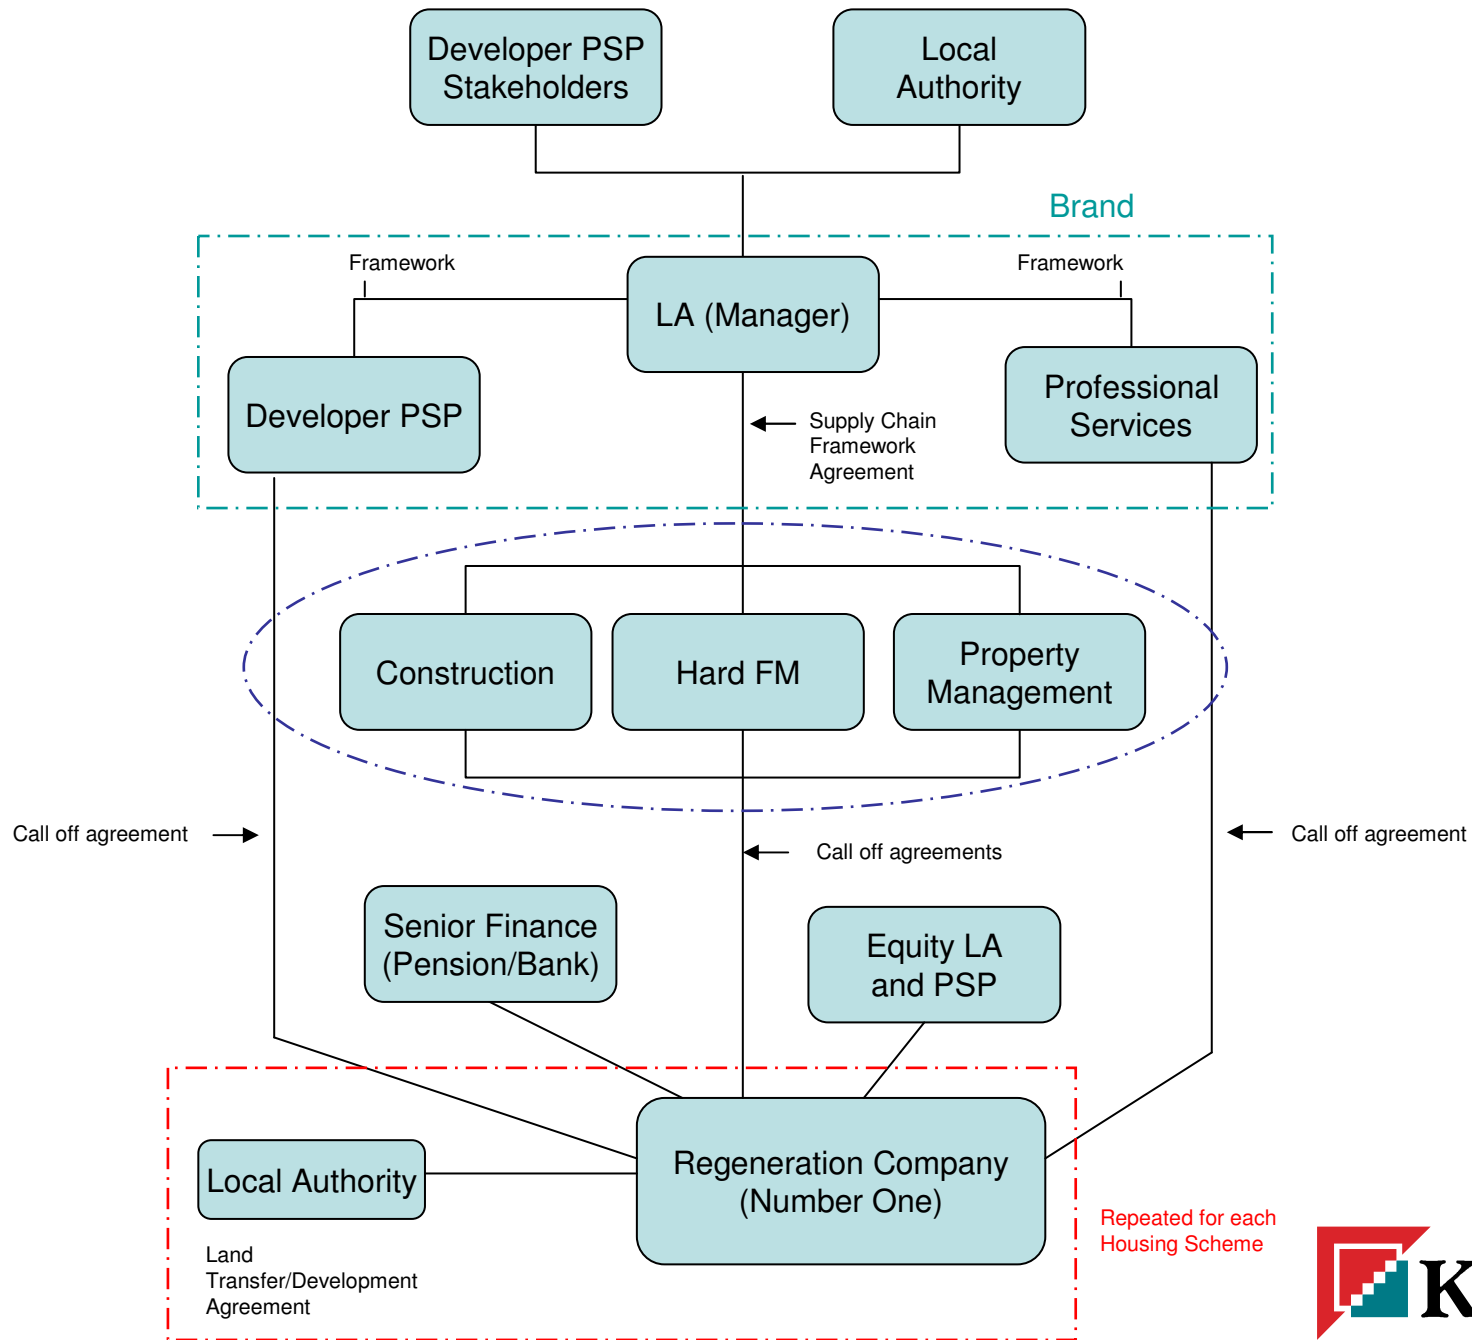 Developer PSP
Stakeholders
Local
Authority
Brand
Framework
Framework
LA (Manager)
Developer PSP
Professional
Services
Supply Chain
Framework
Agreement
Construction
Hard FM
Property
Management
Call off agreement
Call off agreements
Call off agreement
Senior Finance
(Pension/Bank)
Equity LA
and PSP
Local Authority
Regeneration Company
(Number One)
Land
Transfer/Development
Agreement
Repeated for each
Housing Scheme
K